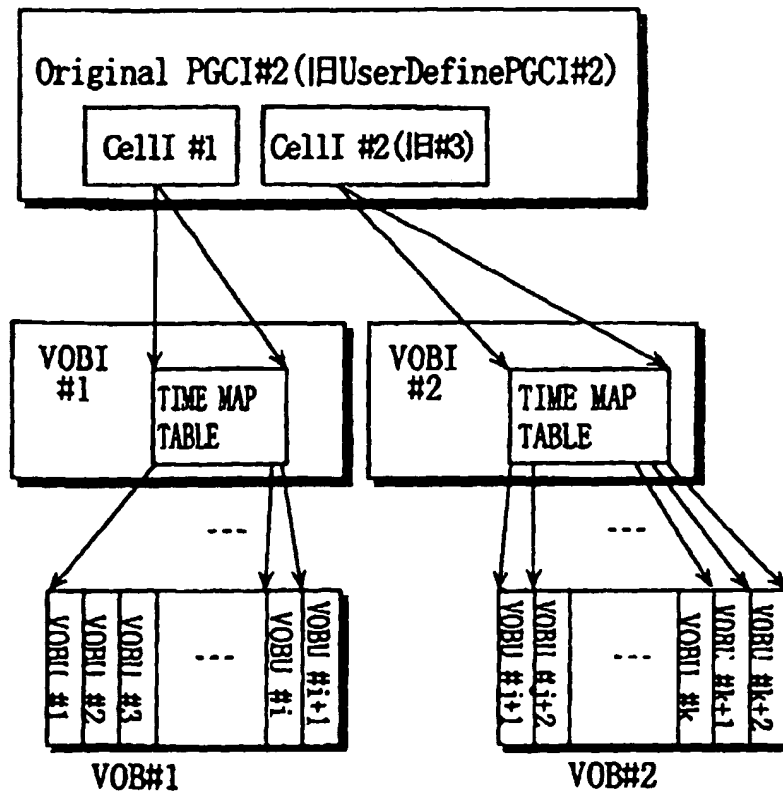 Original PGCI#2(旧UserDefinePGCI#2)
CellI #1
CellI #2(旧#3)
VOBI
#1
TIME MAP
TABLE
VOBI
#2
TIME MAP
TABLE
---
---
VOBU #1
VOBU #2
VOBU #3
---
VOBU #i
VOBU #i+1
VOBU #j+1
VOBU #j+2
---
VOBU #k
VOBU #k+1
VOBU #k+2
VOB#1
VOB#2